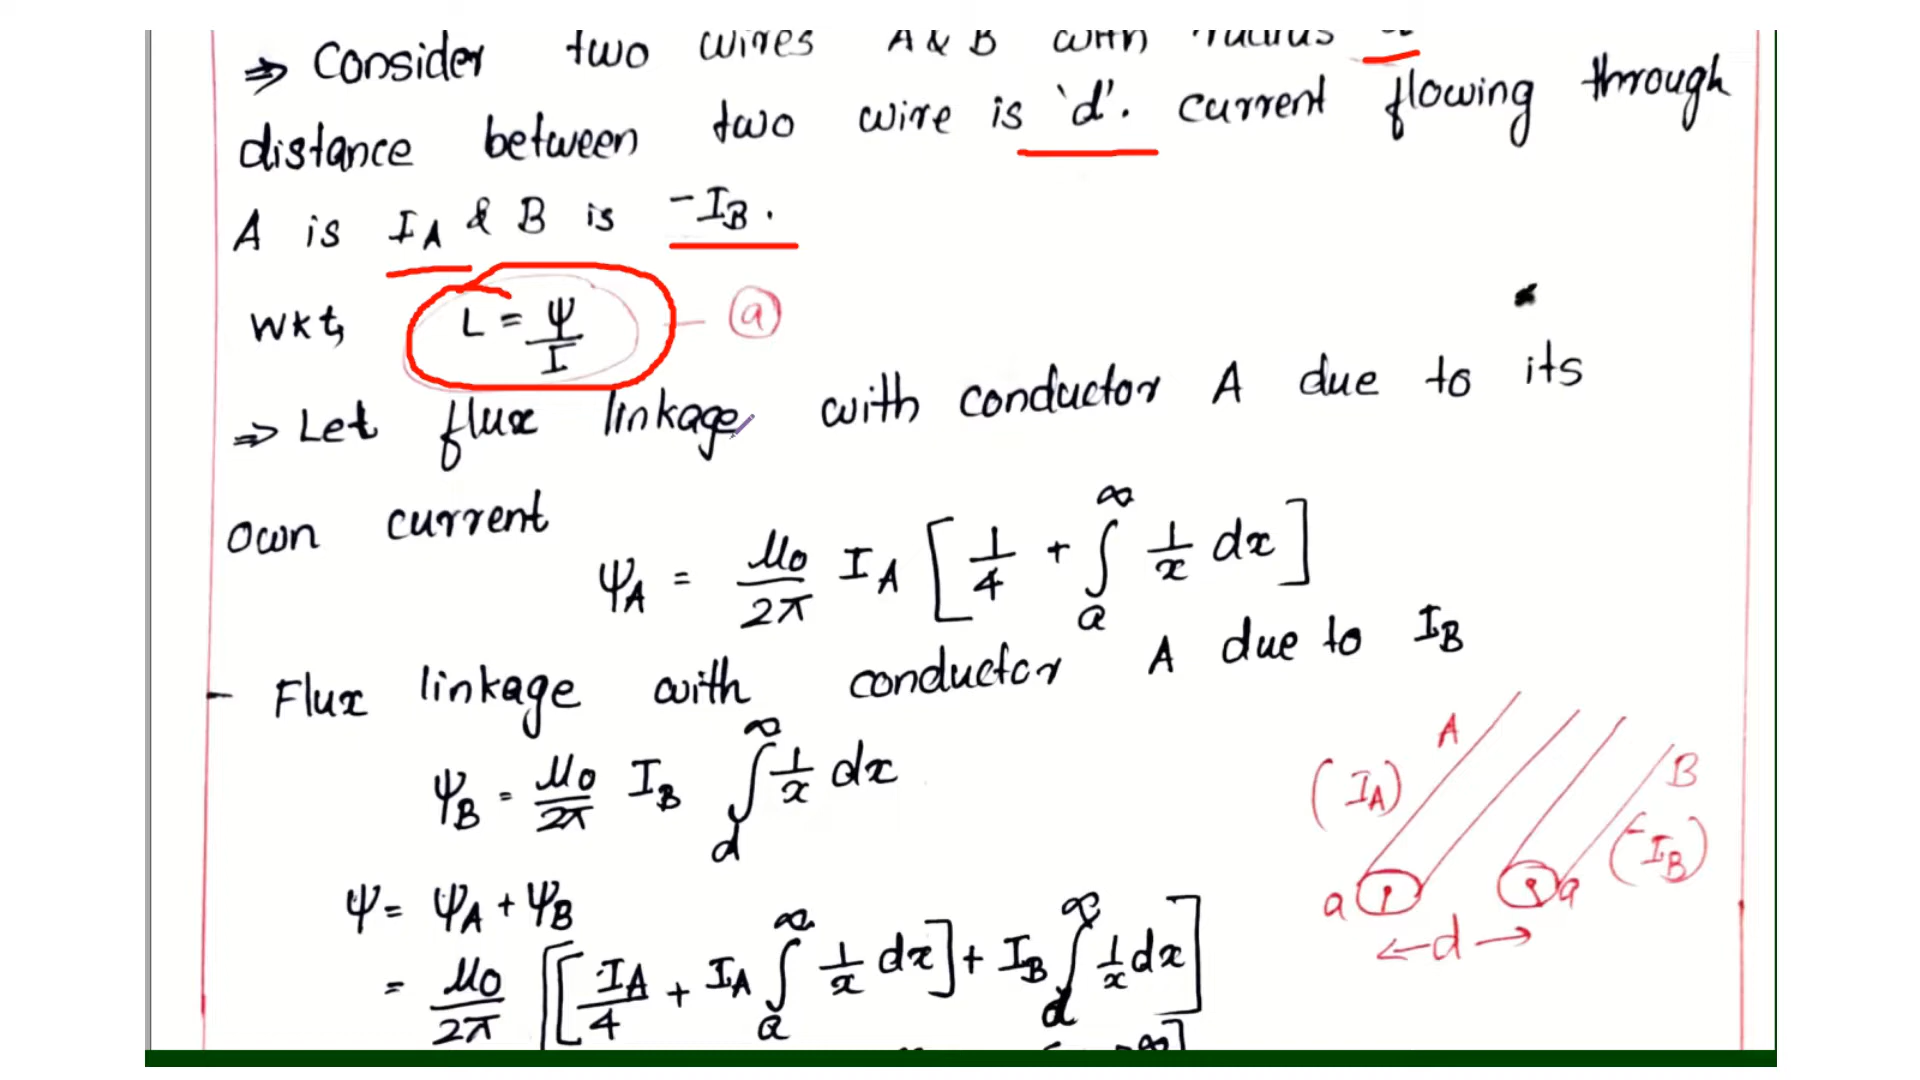 ⇒ Consider two wires A & B with radius
distance between two wire is 'd'. current flowing through
A is I_A & B is -I_B.
Wkt, L = Ψ/I — (a)
⇒ Let flux linkage with conductor A due to its
own current
Ψ_A = μ₀/2π I_A [1/4 + ∫_a^∞ 1/x dx]
- Flux linkage with conductor A due to I_B
Ψ_B = μ₀/2π I_B ∫_d^∞ 1/x dx
Ψ = Ψ_A + Ψ_B
= μ₀/2π [[I_A/4 + I_A ∫_a^∞ 1/x dx] + I_B ∫_d^∞ 1/x dx]
A
(I_A)
B
(-I_B)
a
a
←d→